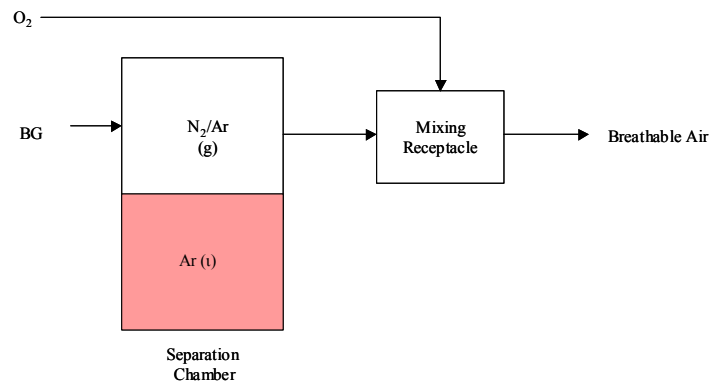 O₂
BG
N₂/Ar
(g)
Mixing
Receptacle
Breathable Air
Ar (ι)
Separation
Chamber